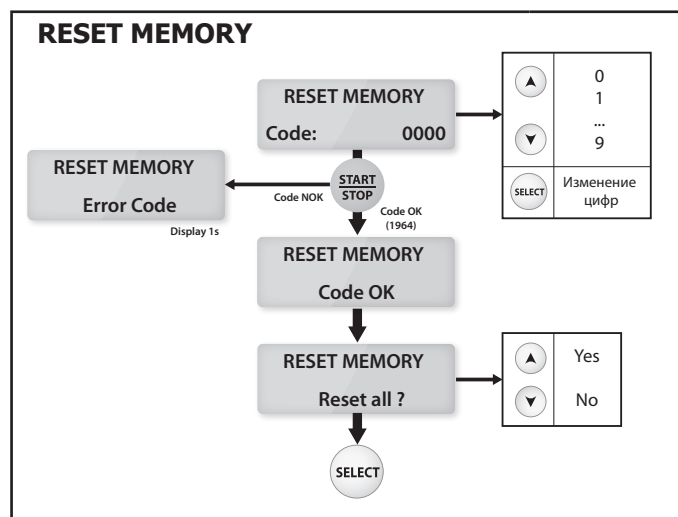 RESET MEMORY
RESET MEMORY
Code: 0000
0
1
...
9
SELECT
Изменение
цифр
START
STOP
Code NOK
Code OK
(1964)
RESET MEMORY
Error Code
Display 1s
RESET MEMORY
Code OK
RESET MEMORY
Reset all ?
Yes
No
SELECT